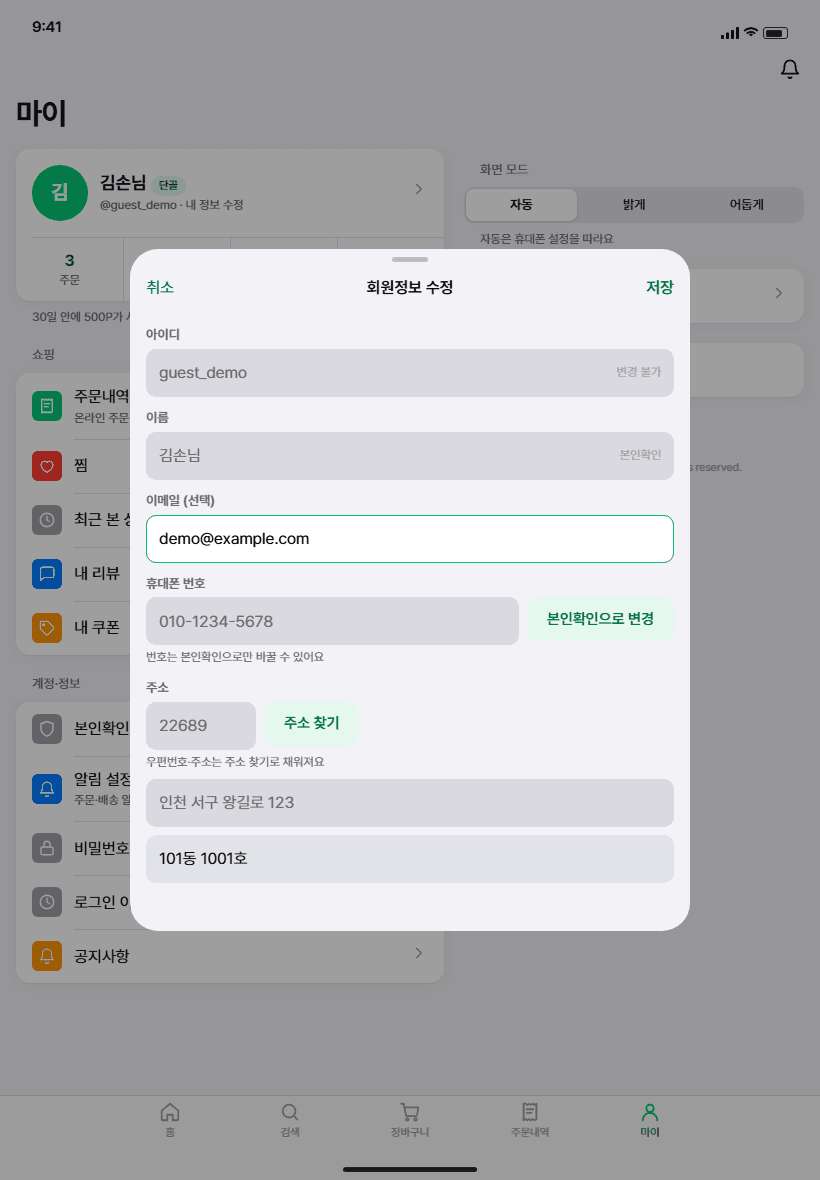 9:41
마이
김
김손님 단골
@guest_demo · 내 정보 수정
3
주문
30일 안에 500P가
쇼핑
주문내역
온라인 주문
찜
최근 본
내 리뷰
내 쿠폰
계정·정보
본인확인
알림 설정
주문·배송
비밀번호
로그인
공지사항
화면 모드
자동 밝게 어둡게
자동은 휴대폰 설정을 따라요
reserved.
취소 회원정보 수정 저장
아이디
guest_demo 변경 불가
이름
김손님 본인확인
이메일 (선택)
demo@example.com
휴대폰 번호
010-1234-5678 본인확인으로 변경
번호는 본인확인으로만 바꿀 수 있어요
주소
22689 주소 찾기
우편번호·주소는 주소 찾기로 채워져요
인천 서구 왕길로 123
101동 1001호
홈 검색 장바구니 주문내역 마이